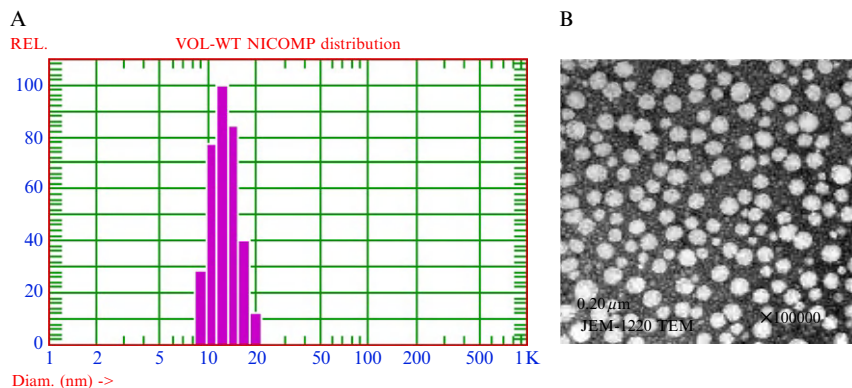 A
REL.
VOL-WT NICOMP distribution
100
80
60
40
20
0
1 2 5 10 20 50 100 200 500 1K
Diam. (nm) ->
B
0.20 μm
JEM-1220 TEM
×100000